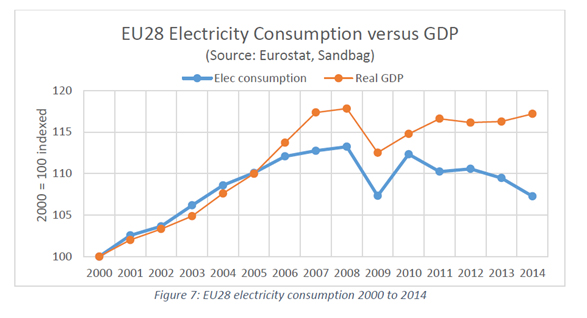 EU28 Electricity Consumption versus GDP
(Source: Eurostat, Sandbag)
Elec consumption Real GDP
120
115
110
105
100
2000 = 100 indexed
2000 2001 2002 2003 2004 2005 2006 2007 2008 2009 2010 2011 2012 2013 2014
Figure 7: EU28 electricity consumption 2000 to 2014